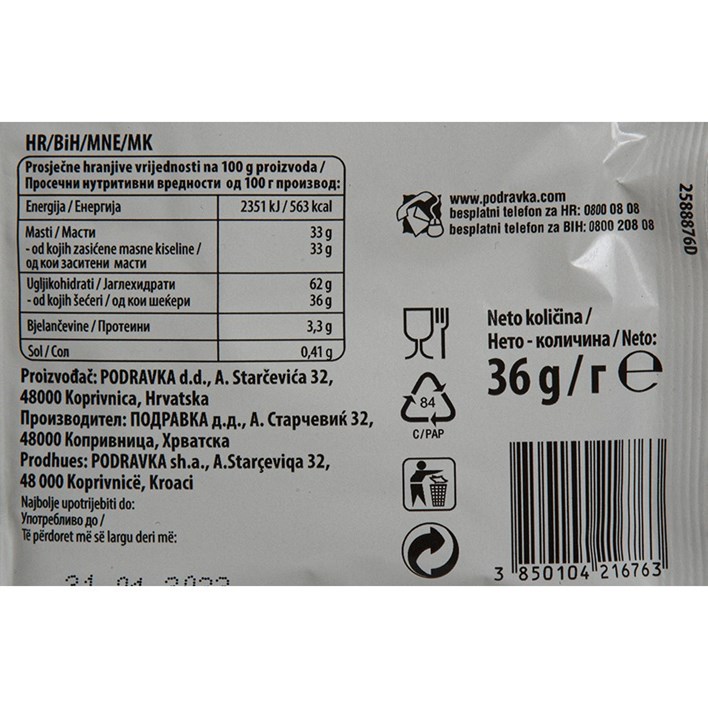 HR/BiH/MNE/MK
Prosječne hranjive vrijednosti na 100 g proizvoda /
Просечни нутритивни вредности од 100 г производ:
Energija / Енергија 2351 kJ / 563 kcal
Masti / Масти 33 g
- od kojih zasićene masne kiseline / 33 g
од кои заситени масти
Ugljikohidrati / Јаглехидрати 62 g
- od kojih šećeri / од кои шеќери 36 g
Bjelančevine / Протеини 3,3 g
Sol / Сол 0,41 g
Proizvođač: PODRAVKA d.d., A. Starčevića 32,
48000 Koprivnica, Hrvatska
Производител: ПОДРАВКА д.д., А. Старчевиќ 32,
48000 Копривница, Хрватска
Prodhues: PODRAVKA sh.a., A.Starçeviqa 32,
48 000 Koprivnicë, Kroaci
Najbolje upotrijebiti do:
Употребливо до /
Të përdoret më së largu deri më:
www.podravka.com
besplatni telefon za HR: 0800 08 08
besplatni telefon za BIH: 0800 208 08
2588876D
Neto količina /
Нето - количина / Neto:
36 g / г ℮
84
C/PAP
3 850104 216763